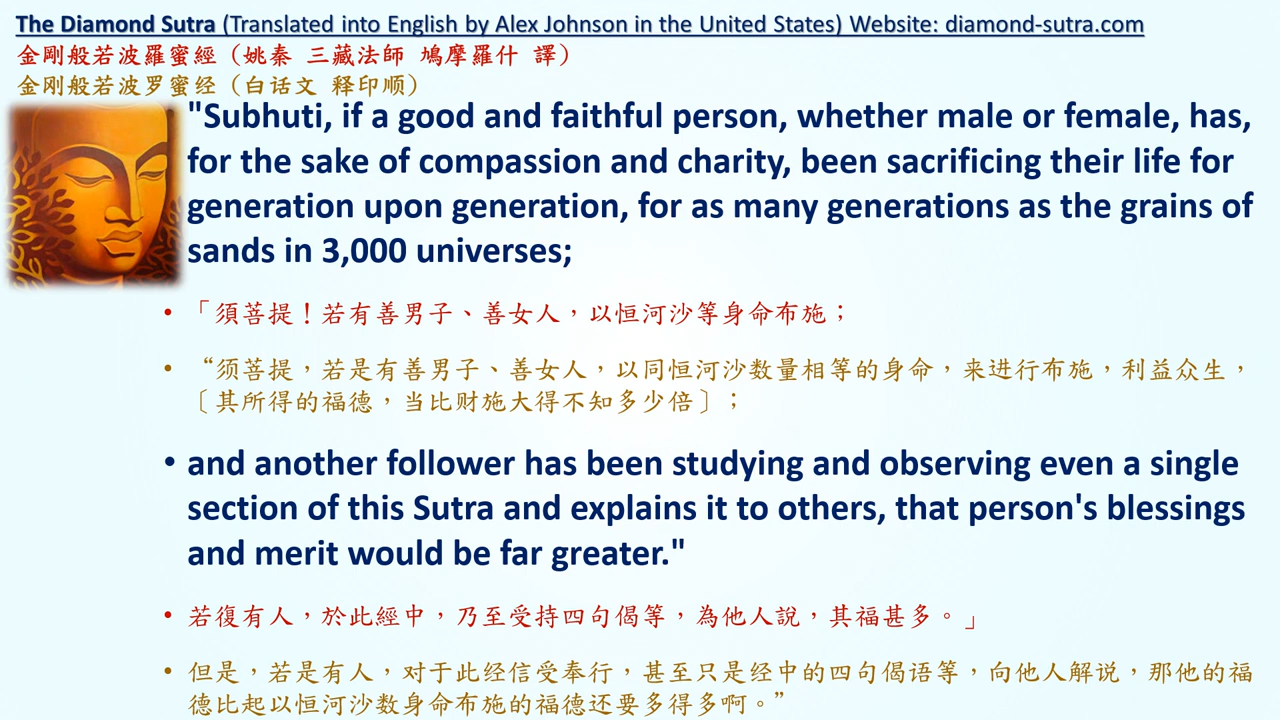 The Diamond Sutra (Translated into English by Alex Johnson in the United States) Website: diamond-sutra.com
金剛般若波羅蜜經（姚秦 三藏法師 鳩摩羅什 譯）
金刚般若波罗蜜经（白话文 释印顺）
"Subhuti, if a good and faithful person, whether male or female, has,
for the sake of compassion and charity, been sacrificing their life for
generation upon generation, for as many generations as the grains of
sands in 3,000 universes;
• 「須菩提！若有善男子、善女人，以恒河沙等身命布施；
• “须菩提，若是有善男子、善女人，以同恒河沙数量相等的身命，来进行布施，利益众生，
〔其所得的福德，当比财施大得不知多少倍〕；
• and another follower has been studying and observing even a single
section of this Sutra and explains it to others, that person's blessings
and merit would be far greater."
• 若復有人，於此經中，乃至受持四句偈等，為他人說，其福甚多。」
• 但是，若是有人，对于此经信受奉行，甚至只是经中的四句偈语等，向他人解说，那他的福
德比起以恒河沙数身命布施的福德还要多得多啊。”